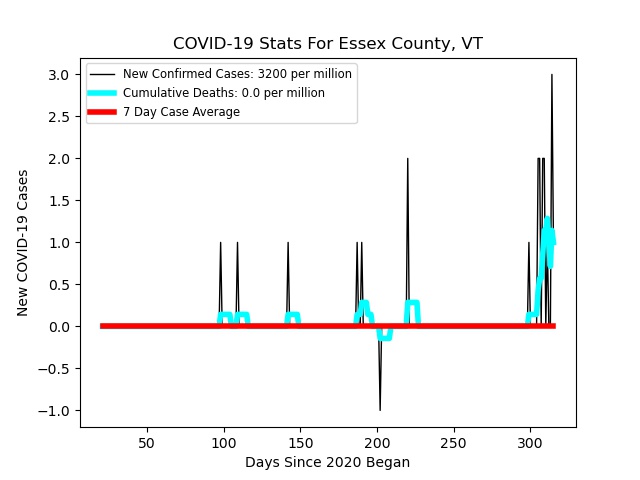 COVID-19 Stats For Essex County, VT
New Confirmed Cases: 3200 per million
Cumulative Deaths: 0.0 per million
7 Day Case Average
New COVID-19 Cases
3.0
2.5
2.0
1.5
1.0
0.5
0.0
−0.5
−1.0
50 100 150 200 250 300
Days Since 2020 Began